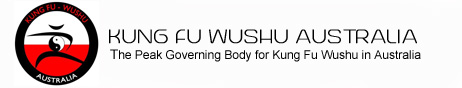 KUNG FU - WUSHU
AUSTRALIA
KUNG FU WUSHU AUSTRALIA
The Peak Governing Body for Kung Fu Wushu in Australia